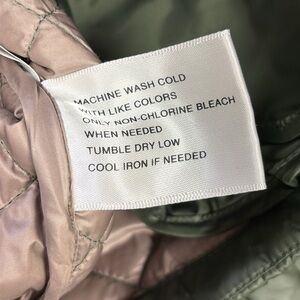 MACHINE WASH COLD
WITH LIKE COLORS
ONLY NON-CHLORINE BLEACH
WHEN NEEDED
TUMBLE DRY LOW
COOL IRON IF NEEDED